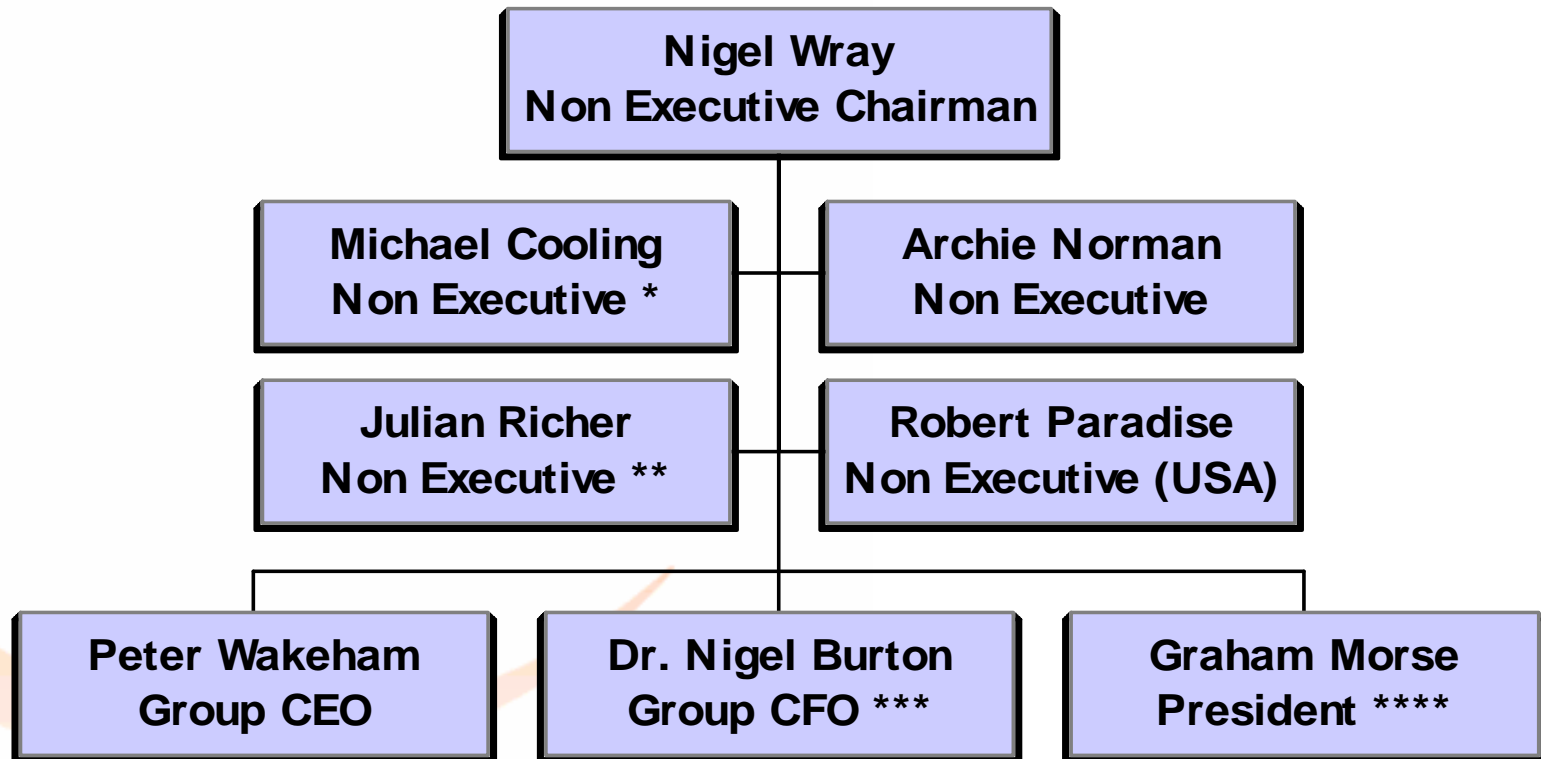 Nigel Wray
Non Executive Chairman
Michael Cooling
Non Executive *
Archie Norman
Non Executive
Julian Richer
Non Executive **
Robert Paradise
Non Executive (USA)
Peter Wakeham
Group CEO
Dr. Nigel Burton
Group CFO ***
Graham Morse
President ****